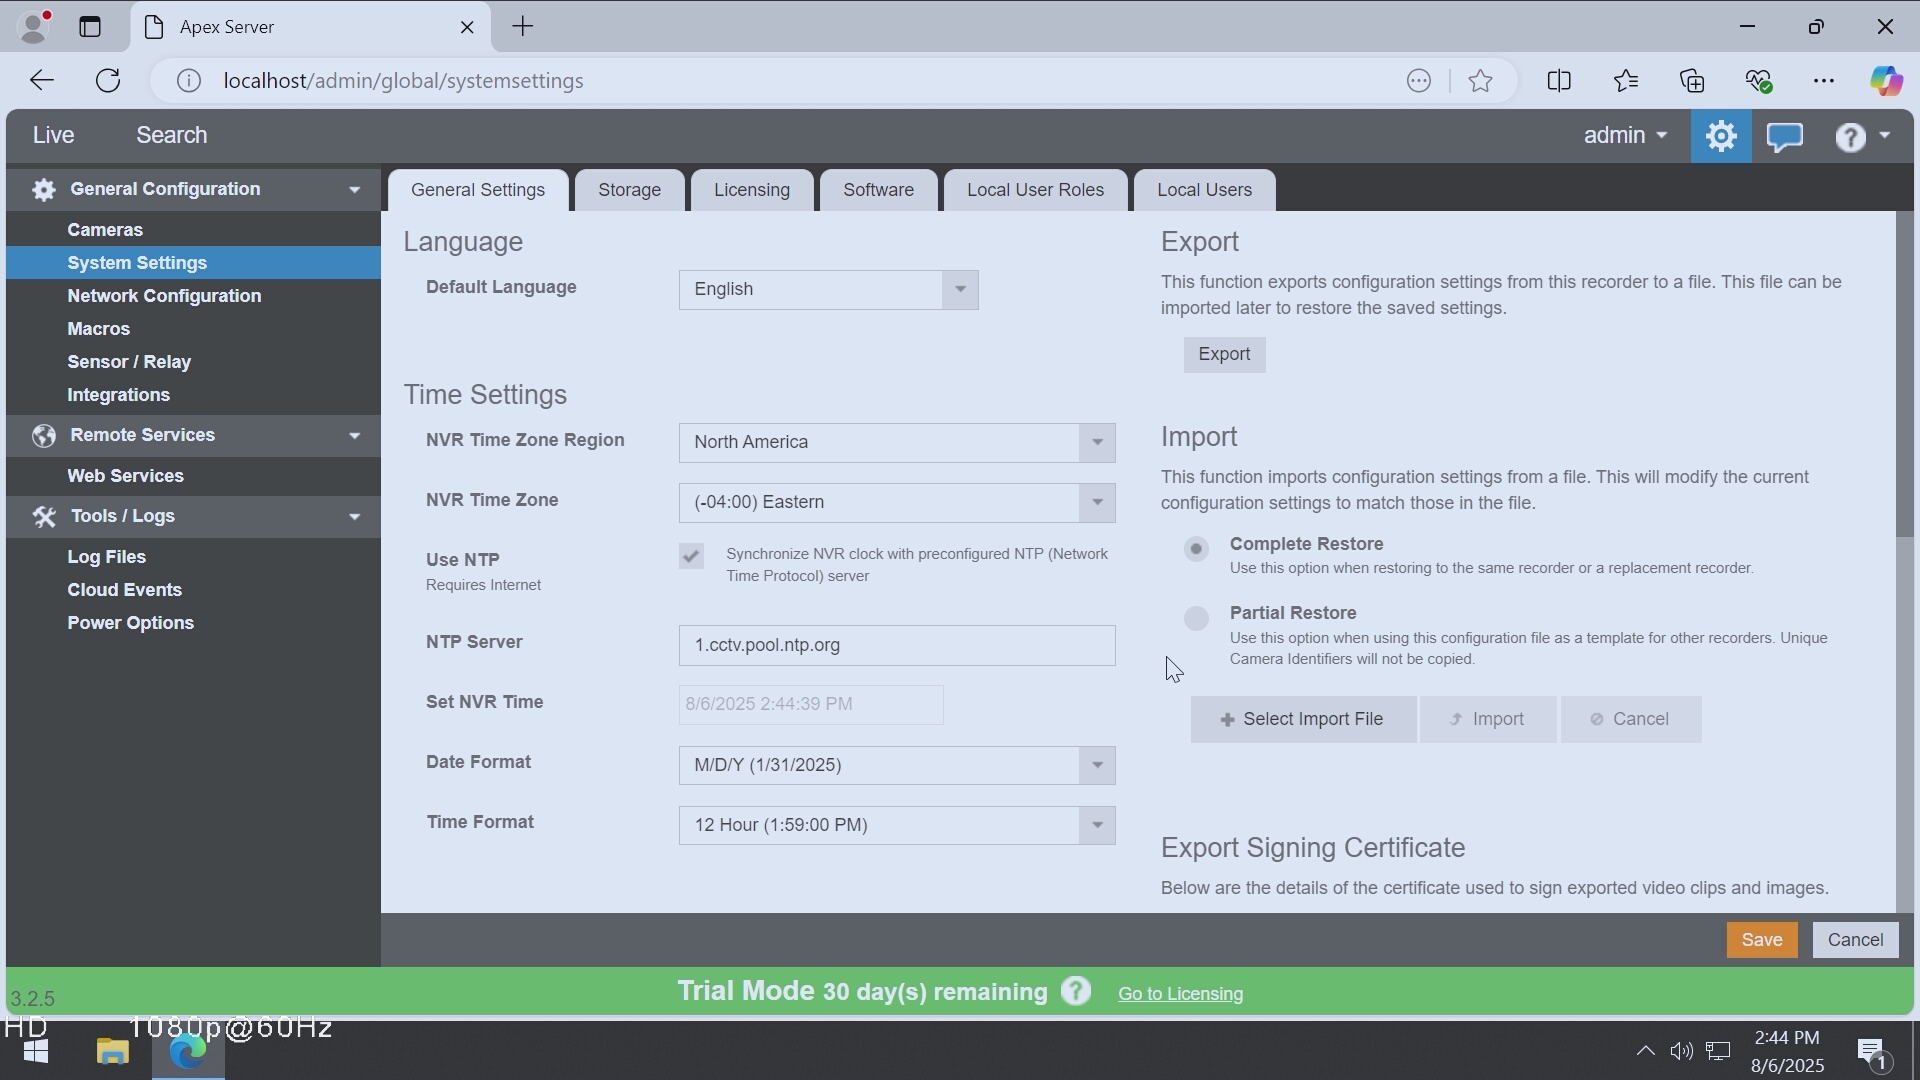 Apex Server
localhost/admin/global/systemsettings
Live Search admin
General Configuration
Cameras
System Settings
Network Configuration
Macros
Sensor / Relay
Integrations
Remote Services
Web Services
Tools / Logs
Log Files
Cloud Events
Power Options
General Settings Storage Licensing Software Local User Roles Local Users
Language
Default Language English
Time Settings
NVR Time Zone Region North America
NVR Time Zone (-04:00) Eastern
Use NTP
Requires Internet
Synchronize NVR clock with preconfigured NTP (Network
Time Protocol) server
NTP Server 1.cctv.pool.ntp.org
Set NVR Time 8/6/2025 2:44:39 PM
Date Format M/D/Y (1/31/2025)
Time Format 12 Hour (1:59:00 PM)
Export
This function exports configuration settings from this recorder to a file. This file can be
imported later to restore the saved settings.
Export
Import
This function imports configuration settings from a file. This will modify the current
configuration settings to match those in the file.
Complete Restore
Use this option when restoring to the same recorder or a replacement recorder.
Partial Restore
Use this option when using this configuration file as a template for other recorders. Unique
Camera Identifiers will not be copied.
Select Import File Import Cancel
Export Signing Certificate
Below are the details of the certificate used to sign exported video clips and images.
Save Cancel
Trial Mode 30 day(s) remaining ? Go to Licensing
3.2.5
HD 1080p@60Hz
2:44 PM
8/6/2025
1